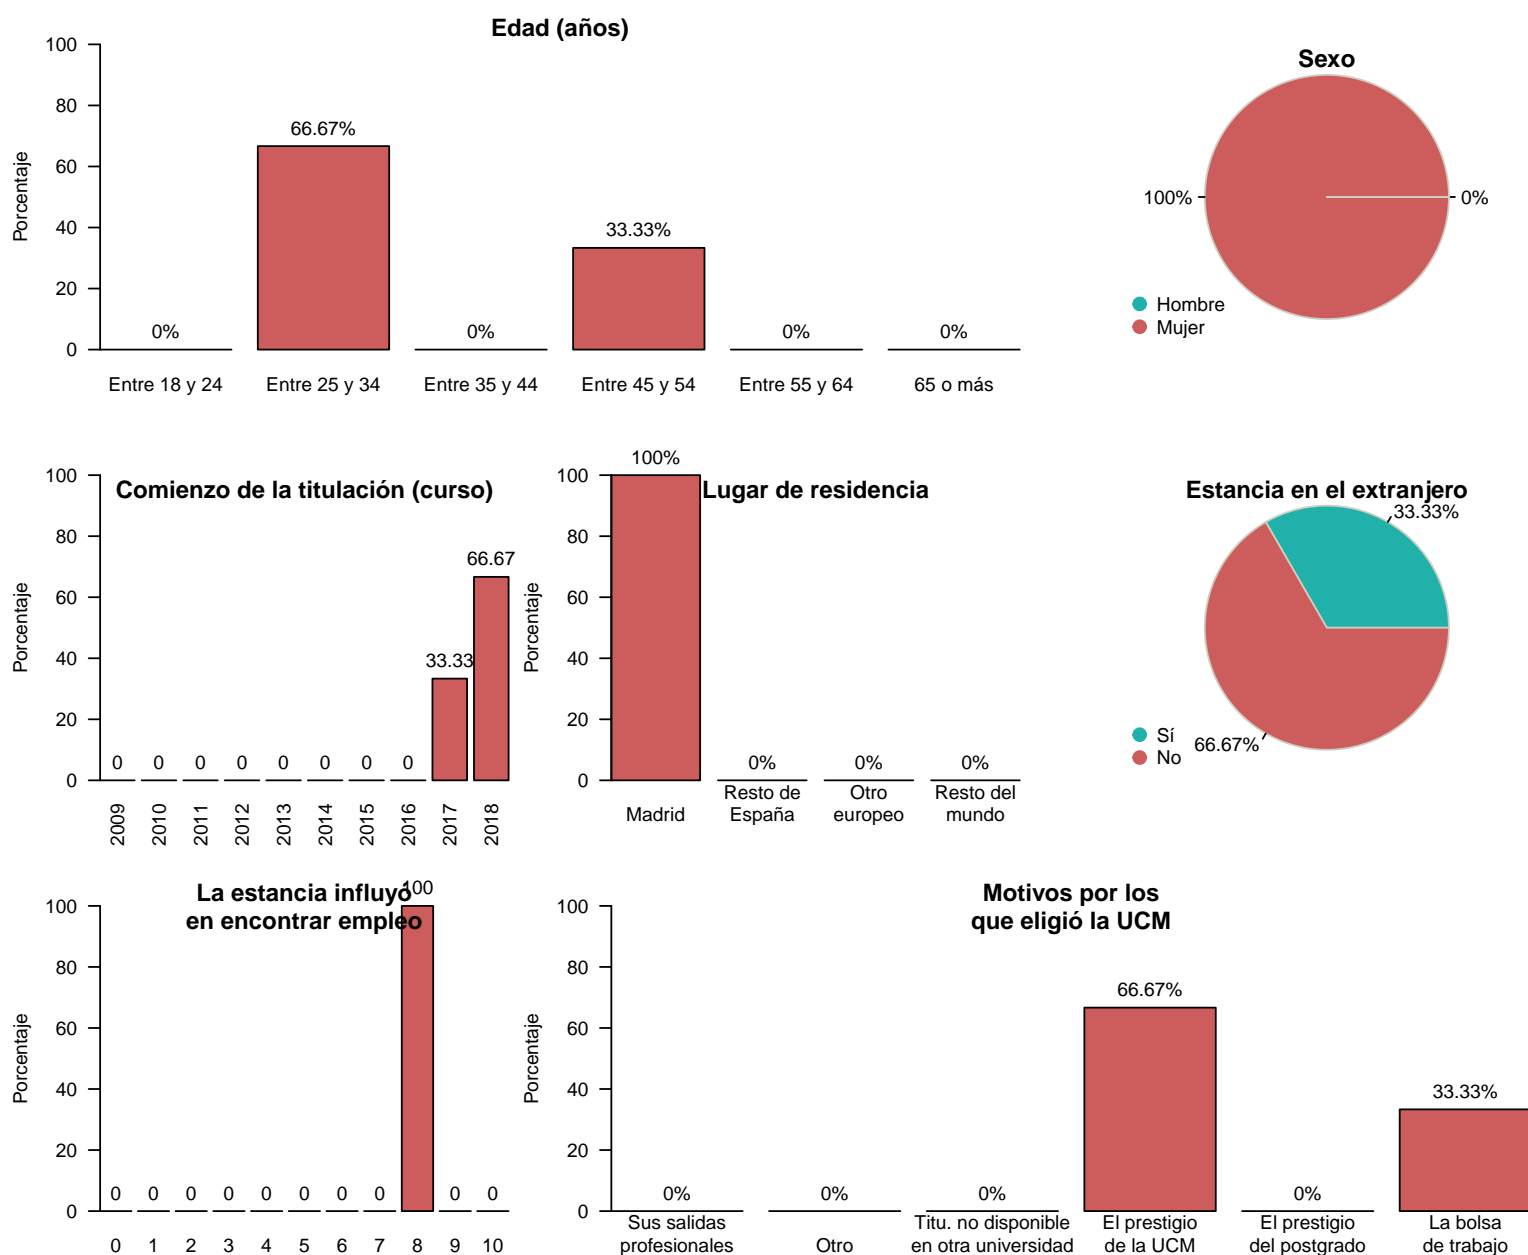 Edad (años)
Porcentaje
100
80
60
40
20
0
0%
66.67%
0%
33.33%
0%
0%
Entre 18 y 24
Entre 25 y 34
Entre 35 y 44
Entre 45 y 54
Entre 55 y 64
65 o más
Sexo
100%
0%
Hombre
Mujer
Comienzo de la titulación (curso)
Porcentaje
100
80
60
40
20
0
0
0
0
0
0
0
0
0
33.33
66.67
2009
2010
2011
2012
2013
2014
2015
2016
2017
2018
Lugar de residencia
Porcentaje
100
80
60
40
20
0
100%
0%
0%
0%
Madrid
Resto de
España
Otro
europeo
Resto del
mundo
Estancia en el extranjero
33.33%
66.67%
Sí
No
La estancia influyó
en encontrar empleo
Porcentaje
100
80
60
40
20
0
0
0
0
0
0
0
0
0
100
0
0
0
1
2
3
4
5
6
7
8
9
10
Motivos por los
que eligió la UCM
Porcentaje
100
80
60
40
20
0
0%
0%
0%
66.67%
0%
33.33%
Sus salidas
profesionales
Otro
Titu. no disponible
en otra universidad
El prestigio
de la UCM
El prestigio
del postgrado
La bolsa
de trabajo